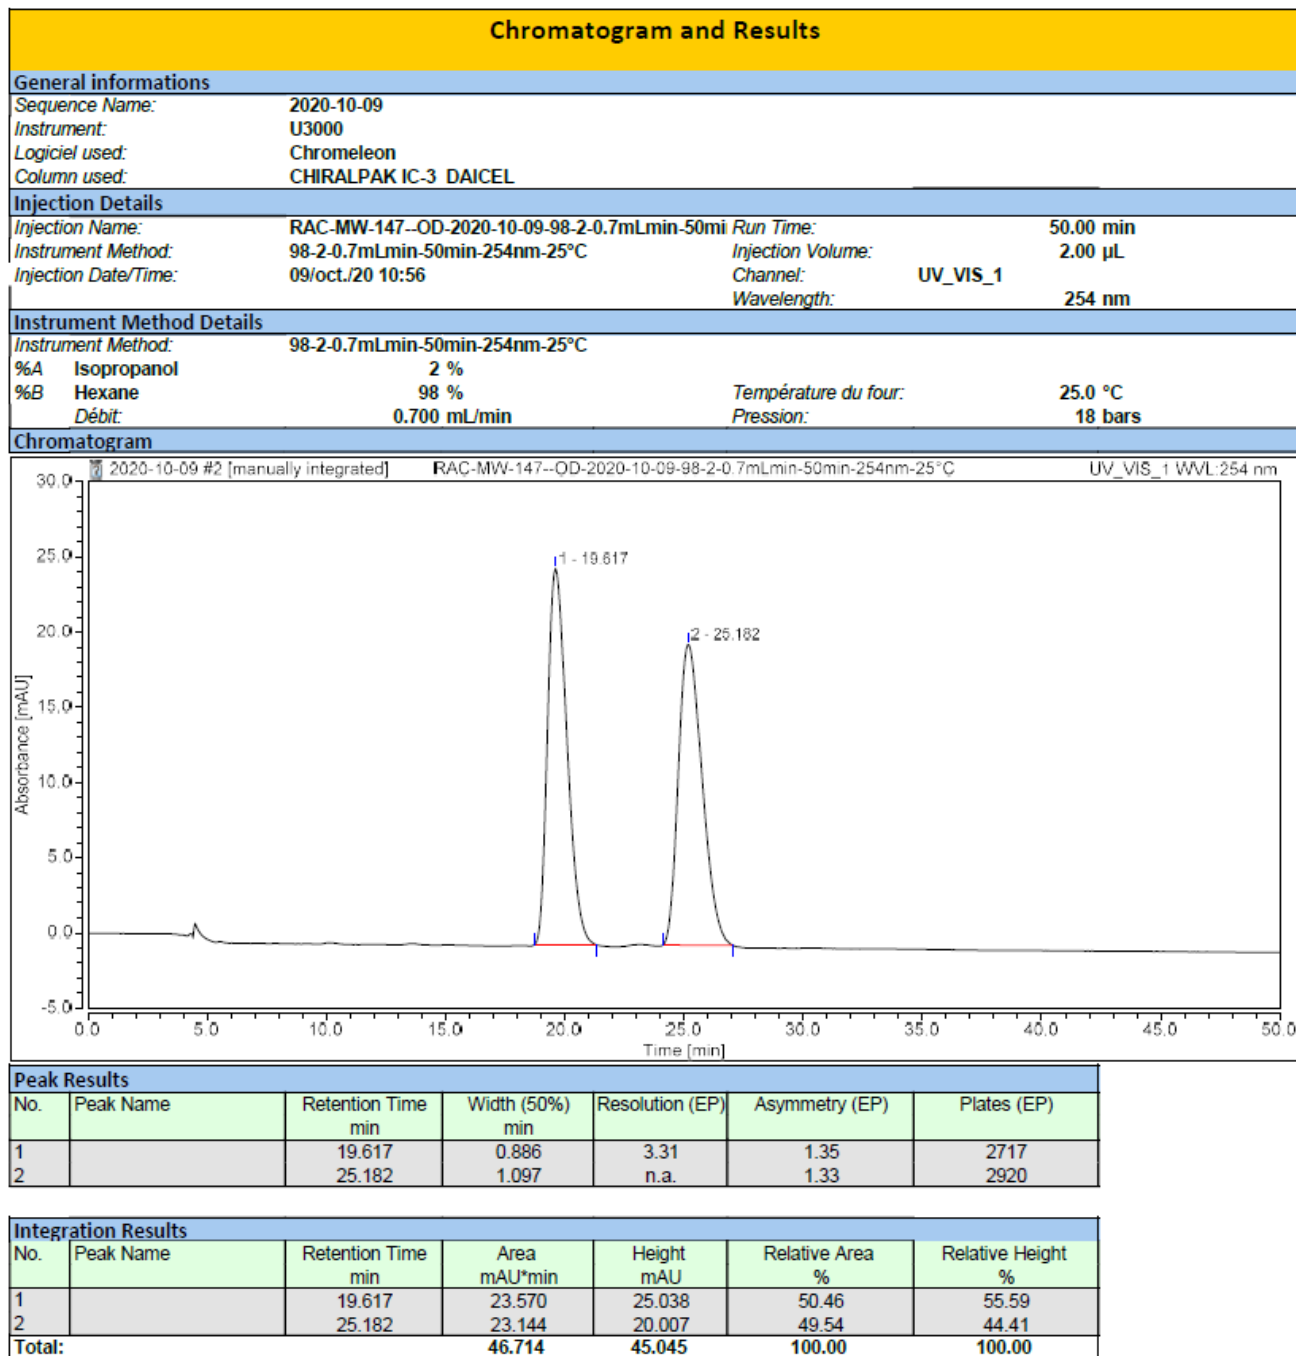 Chromatogram and Results
General informations
Sequence Name: 2020-10-09
Instrument: U3000
Logiciel used: Chromeleon
Column used: CHIRALPAK IC-3 DAICEL
Injection Details
Injection Name: RAC-MW-147--OD-2020-10-09-98-2-0.7mLmin-50mi Run Time: 50.00 min
Instrument Method: 98-2-0.7mLmin-50min-254nm-25°C Injection Volume: 2.00 µL
Injection Date/Time: 09/oct./20 10:56 Channel: UV_VIS_1
Wavelength: 254 nm
Instrument Method Details
Instrument Method: 98-2-0.7mLmin-50min-254nm-25°C
%A Isopropanol 2 %
%B Hexane 98 % Température du four: 25.0 °C
Débit: 0.700 mL/min Pression: 18 bars
Chromatogram
2020-10-09 #2 [manually integrated] RAC-MW-147--OD-2020-10-09-98-2-0.7mLmin-50min-254nm-25°C UV_VIS_1 WVL:254 nm
30.0
25.0
20.0
15.0
10.0
5.0
0.0
-5.0
Absorbance [mAU]
1 - 19.617
2 - 25.182
0.0 5.0 10.0 15.0 20.0 25.0 30.0 35.0 40.0 45.0 50.0
Time [min]
Peak Results
No. Peak Name Retention Time Width (50%) Resolution (EP) Asymmetry (EP) Plates (EP)
min min
1 19.617 0.886 3.31 1.35 2717
2 25.182 1.097 n.a. 1.33 2920
Integration Results
No. Peak Name Retention Time Area Height Relative Area Relative Height
min mAU*min mAU % %
1 19.617 23.570 25.038 50.46 55.59
2 25.182 23.144 20.007 49.54 44.41
Total: 46.714 45.045 100.00 100.00